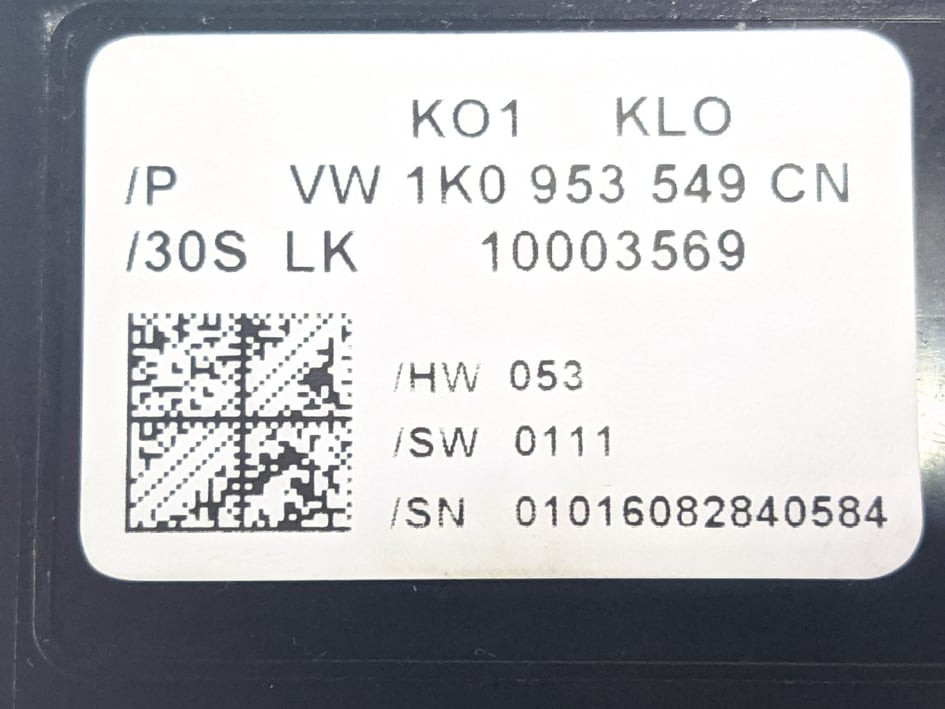 KO1 KLO
/P VW 1K0 953 549 CN
/30S LK 10003569
/HW 053
/SW 0111
/SN 01016082840584